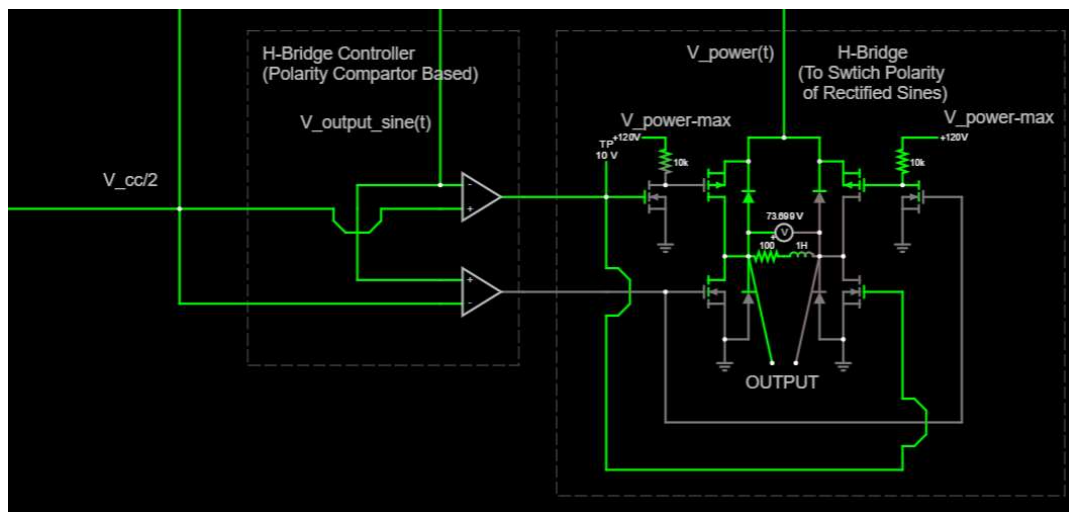 H-Bridge Controller
(Polarity Compartor Based)
V_output_sine(t)
V_cc/2
-
+
+
-
V_power(t)
H-Bridge
(To Swtich Polarity
of Rectified Sines)
V_power-max
+120V
TP
10 V
10k
V_power-max
+120V
10k
73.699 V
V
+
100
1H
OUTPUT